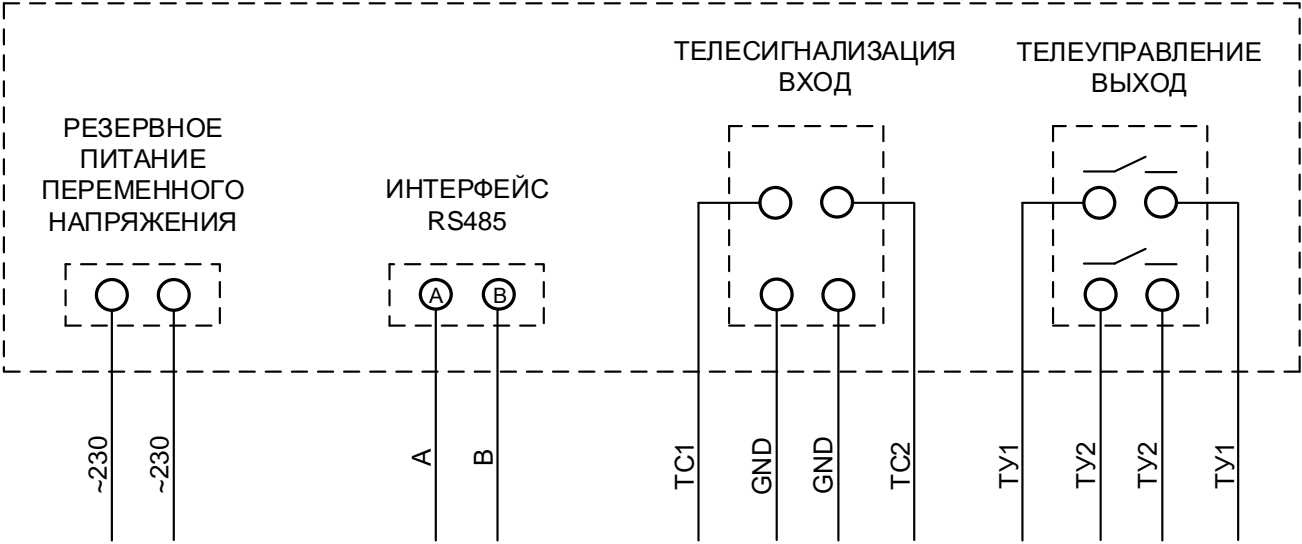 РЕЗЕРВНОЕ
ПИТАНИЕ
ПЕРЕМЕННОГО
НАПРЯЖЕНИЯ
ИНТЕРФЕЙС
RS485
ТЕЛЕСИГНАЛИЗАЦИЯ
ВХОД
ТЕЛЕУПРАВЛЕНИЕ
ВЫХОД
A
B
~230
~230
A
B
ТС1
GND
GND
ТС2
ТУ1
ТУ2
ТУ2
ТУ1